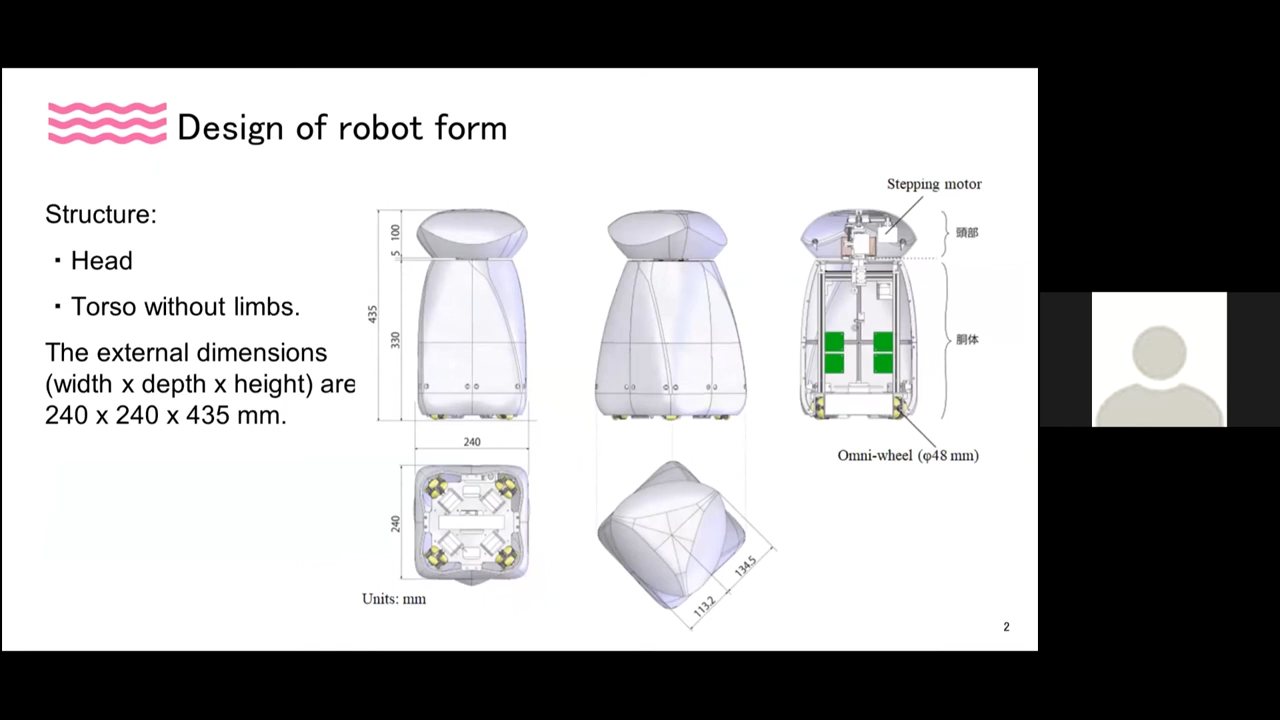 Design of robot form
Structure:
・Head
・Torso without limbs.
The external dimensions
(width x depth x height) are
240 x 240 x 435 mm.
Stepping motor
100
5
435
330
頭部
胴体
240
Omni-wheel (φ48 mm)
240
134.5
113.2
Units: mm
2